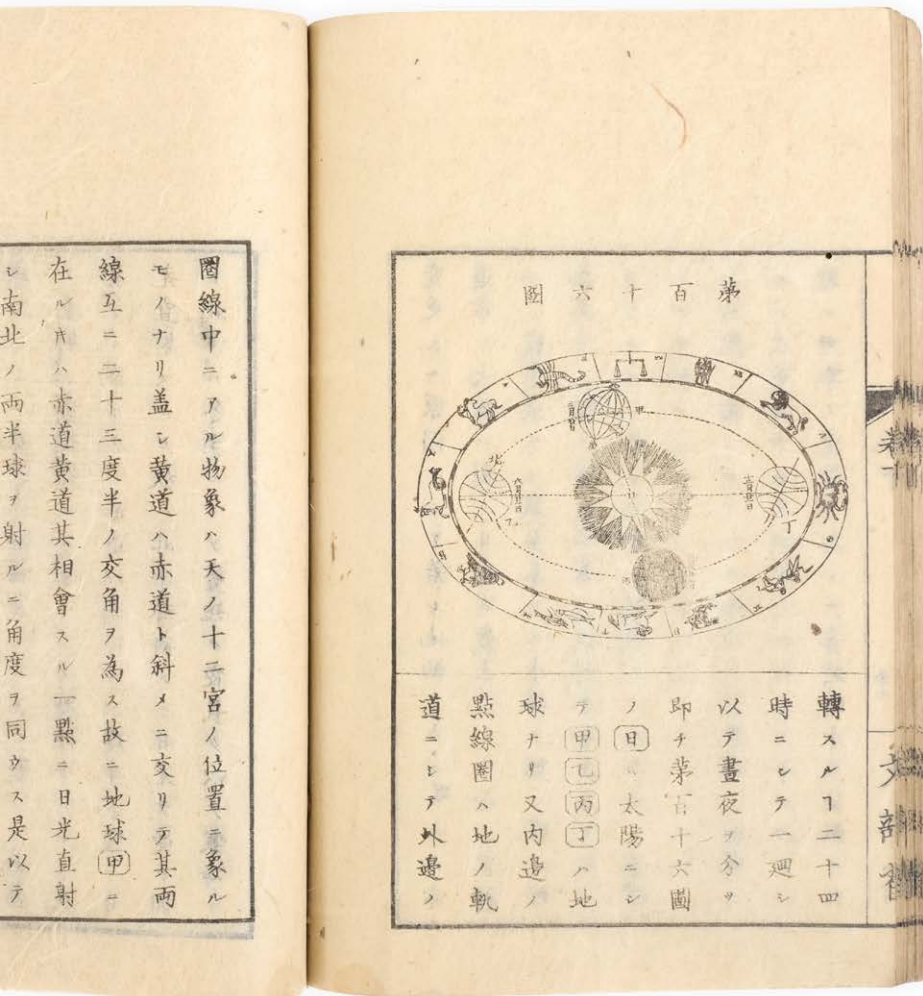 第百十六圖
轉スルヿ二十四
時ニシテ一廻シ
以テ晝夜ヲ分ツ
即チ第百十六圖
ノ日ハ太陽ニシ
テ甲乙丙丁ハ地
球ナリ又内邊ノ
點線圈ハ地ノ軌
道ニシテ外邊ノ
圈線中ニアル物象ハ天ノ十二宮ノ位置ニ象ル
モノナリ盖シ黄道ハ赤道ト斜メニ交リテ其兩
線互ニ二十三度半ノ交角ヲ為ス故ニ地球甲ニ
在ルキハ赤道黄道其相會スル一點ニ日光直射
シ南北ノ両半球ヲ射ルニ角度ヲ同ウス是以テ